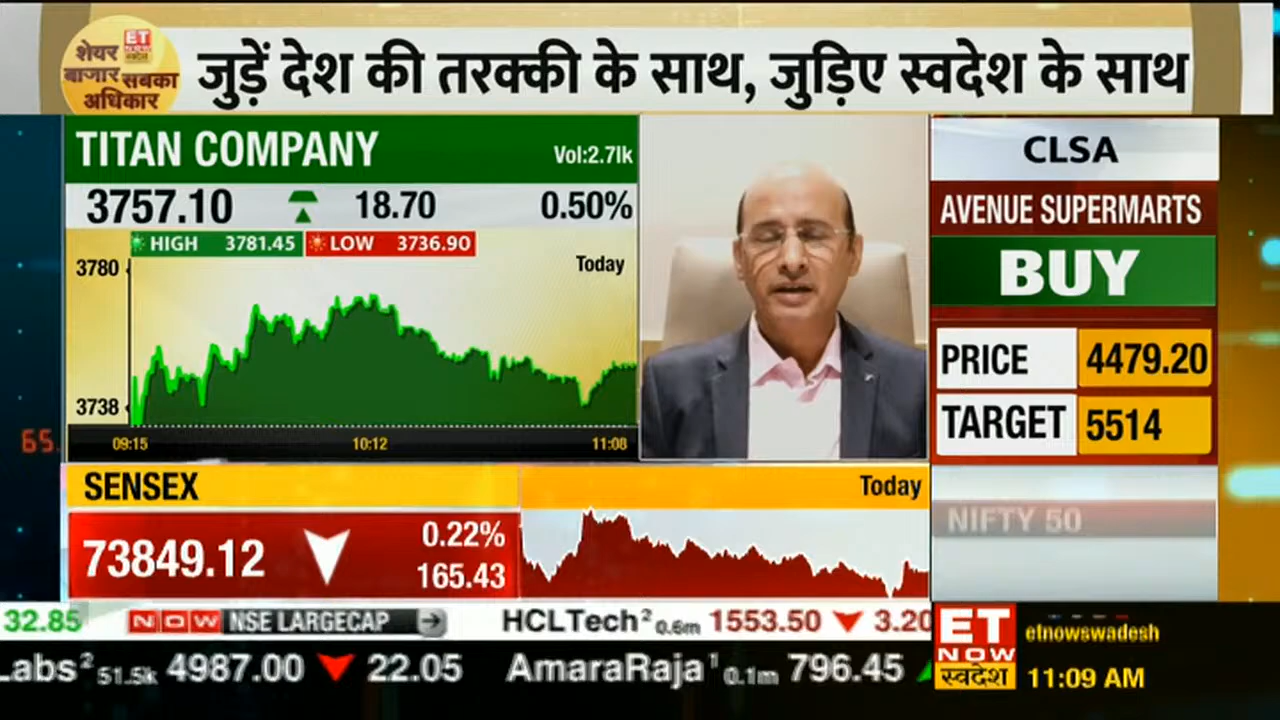 शेयर ET NOW स्वदेश
बाजार सबका
अधिकार
जुड़ें देश की तरक्की के साथ, जुड़िए स्वदेश के साथ
TITAN COMPANY Vol:2.7lk
3757.10 18.70 0.50%
HIGH 3781.45 LOW 3736.90
3780 Today
3738
09:15 10:12 11:08
CLSA
AVENUE SUPERMARTS
BUY
PRICE 4479.20
TARGET 5514
NIFTY 50
65.
SENSEX Today
73849.12 0.22%
165.43
32.85 NOW NSE LARGECAP HCLTech² 0.6m 1553.50 3.20
Labs² 51.5k 4987.00 22.05 AmaraRaja¹ 0.1m 796.45
ET
NOW
स्वदेश
etnowswadesh
11:09 AM